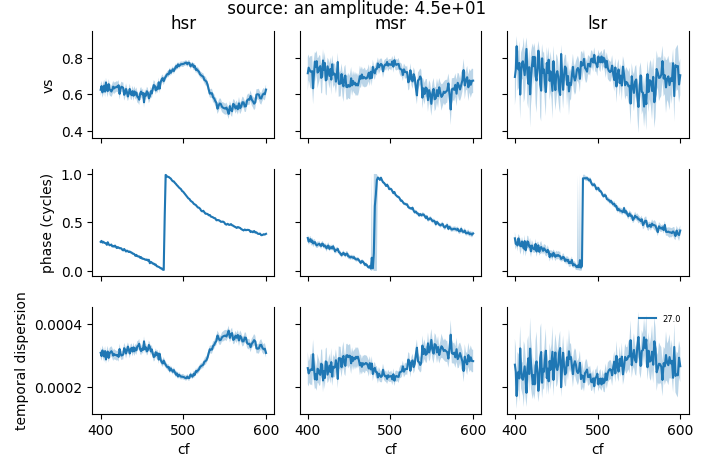 source: an amplitude: 4.5e+01
hsr
msr
lsr
vs
0.8
0.6
0.4
phase (cycles)
1.0
0.5
0.0
temporal dispersion
0.0004
0.0002
27.0
400 500 600
400 500 600
400 500 600
cf
cf
cf